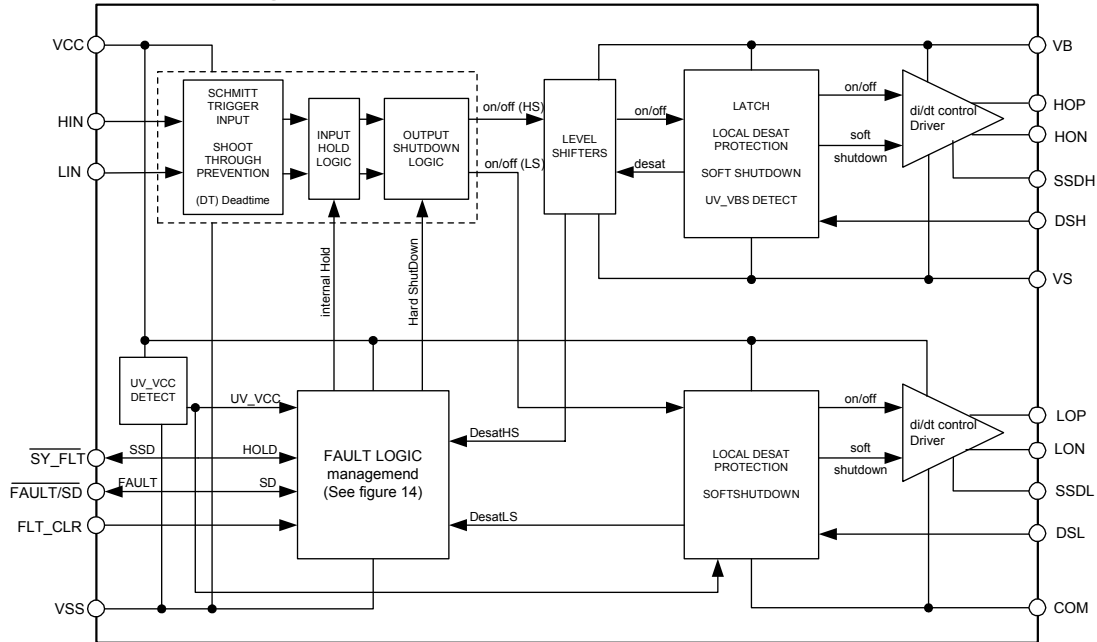 VCC
HIN
LIN
SCHMITT
TRIGGER
INPUT
SHOOT
THROUGH
PREVENTION
(DT) Deadtime
INPUT
HOLD
LOGIC
OUTPUT
SHUTDOWN
LOGIC
on/off (HS)
on/off (LS)
LEVEL
SHIFTERS
on/off
desat
LATCH
LOCAL DESAT
PROTECTION
SOFT SHUTDOWN
UV_VBS DETECT
on/off
soft
shutdown
di/dt control
Driver
VB
HOP
HON
SSDH
DSH
VS
internal Hold
Hard ShutDown
UV_VCC
DETECT
UV_VCC
SY_FLT
SSD
HOLD
FAULT/SD
FAULT
SD
FLT_CLR
VSS
FAULT LOGIC
managemend
(See figure 14)
DesatHS
DesatLS
LOCAL DESAT
PROTECTION
SOFTSHUTDOWN
on/off
soft
shutdown
di/dt control
Driver
LOP
LON
SSDL
DSL
COM